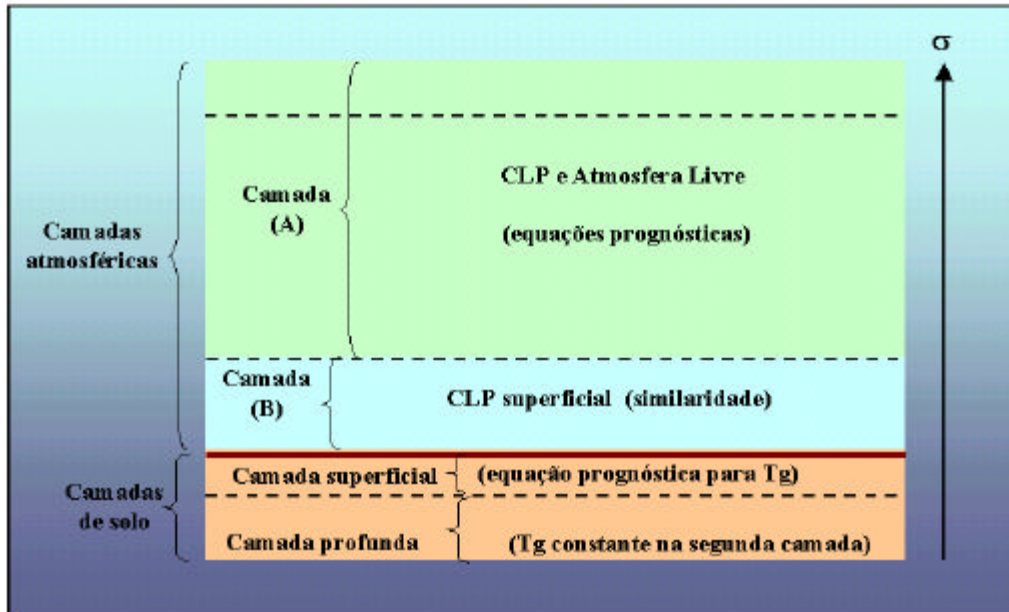 σ
Camadas
atmosféricas
Camada
(A)
CLP e Atmosfera Livre
(equações prognósticas)
Camada
(B)
CLP superficial (similaridade)
Camadas
de solo
Camada superficial
(equação prognóstica para Tg)
Camada profunda
(Tg constante na segunda camada)